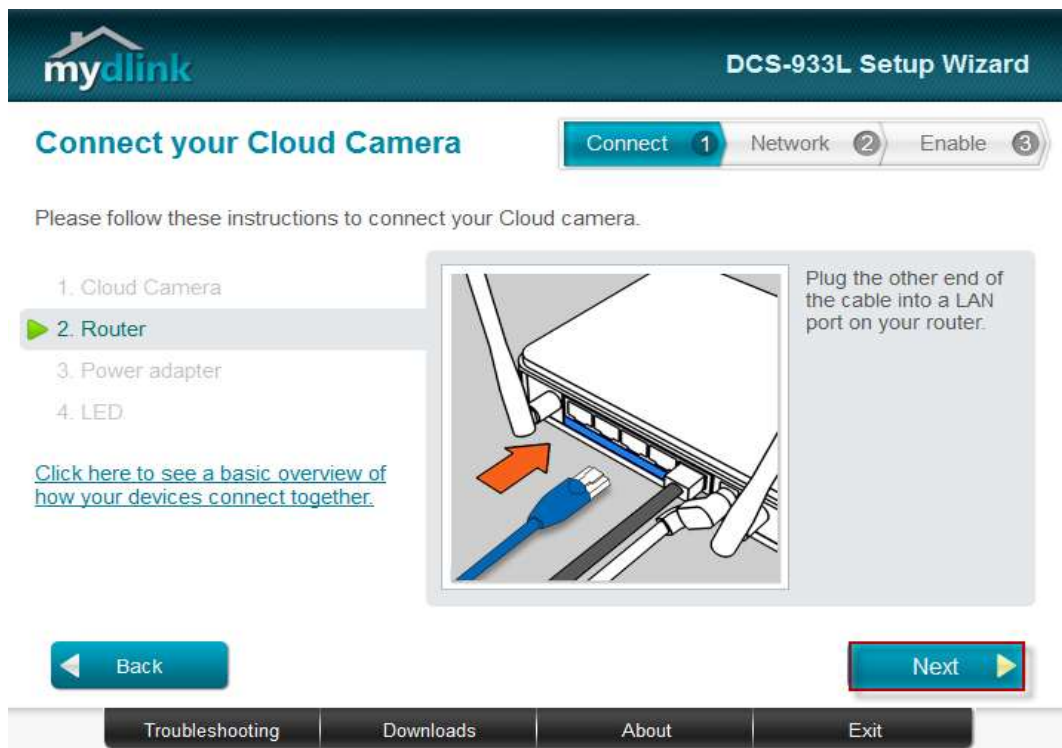 mydlink
DCS-933L Setup Wizard
Connect your Cloud Camera
Connect 1 Network 2 Enable 3
Please follow these instructions to connect your Cloud camera.
1. Cloud Camera
2. Router
3. Power adapter
4. LED
Click here to see a basic overview of
how your devices connect together.
Plug the other end of
the cable into a LAN
port on your router.
Back
Next
Troubleshooting Downloads About Exit